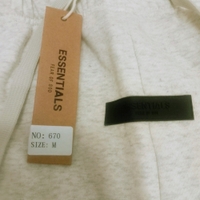 ESSENTIALS
FEAR OF GOD
NO: 670
SIZE: M